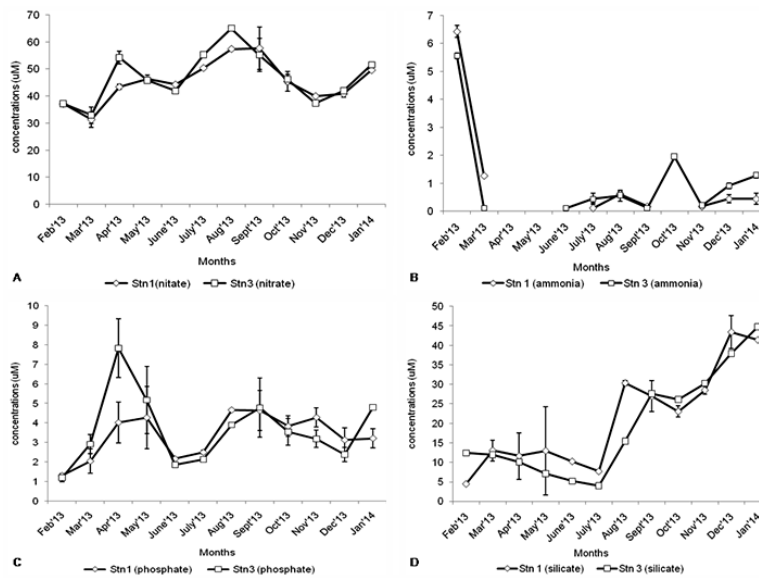 70
60
50
40
30
20
10
0
concentrations (uM)
Feb'13 Mar'13 Apr'13 May'13 June'13 July'13 Aug'13 Sept'13 Oct'13 Nov'13 Dec'13 Jan'14
Months
A
Stn1(nitate) Stn3 (nitrate)
7
6
5
4
3
2
1
0
concentrations (uM)
Feb'13 Mar'13 Apr'13 May'13 June'13 July'13 Aug'13 Sept'13 Oct'13 Nov'13 Dec'13 Jan'14
Months
B
Stn 1 (ammonia) Stn 3 (ammonia)
10
9
8
7
6
5
4
3
2
1
0
concentrations (uM)
Feb'13 Mar'13 Apr'13 May'13 June'13 July'13 Aug'13 Sept'13 Oct'13 Nov'13 Dec'13 Jan'14
Months
C
Stn1 (phosphate) Stn3 (phosphate)
50
45
40
35
30
25
20
15
10
5
0
concentrations (uM)
Feb'13 Mar'13 Apr'13 May'13 June'13 July'13 Aug'13 Sept'13 Oct'13 Nov'13 Dec'13 Jan'14
Months
D
Stn 1 (silicate) Stn 3 (silicate)